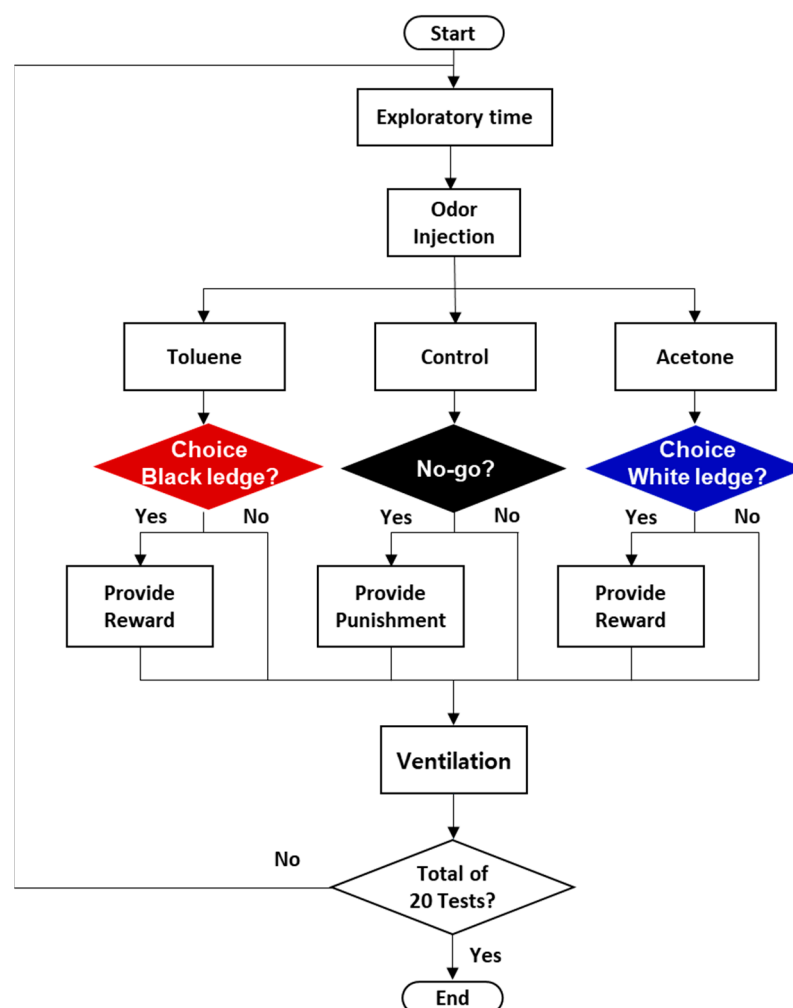 Start
Exploratory time
Odor
Injection
Toluene
Control
Acetone
Choice
Black ledge?
No-go?
Choice
White ledge?
Yes
No
Yes
No
Yes
No
Provide
Reward
Provide
Punishment
Provide
Reward
Ventilation
No
Total of
20 Tests?
Yes
End